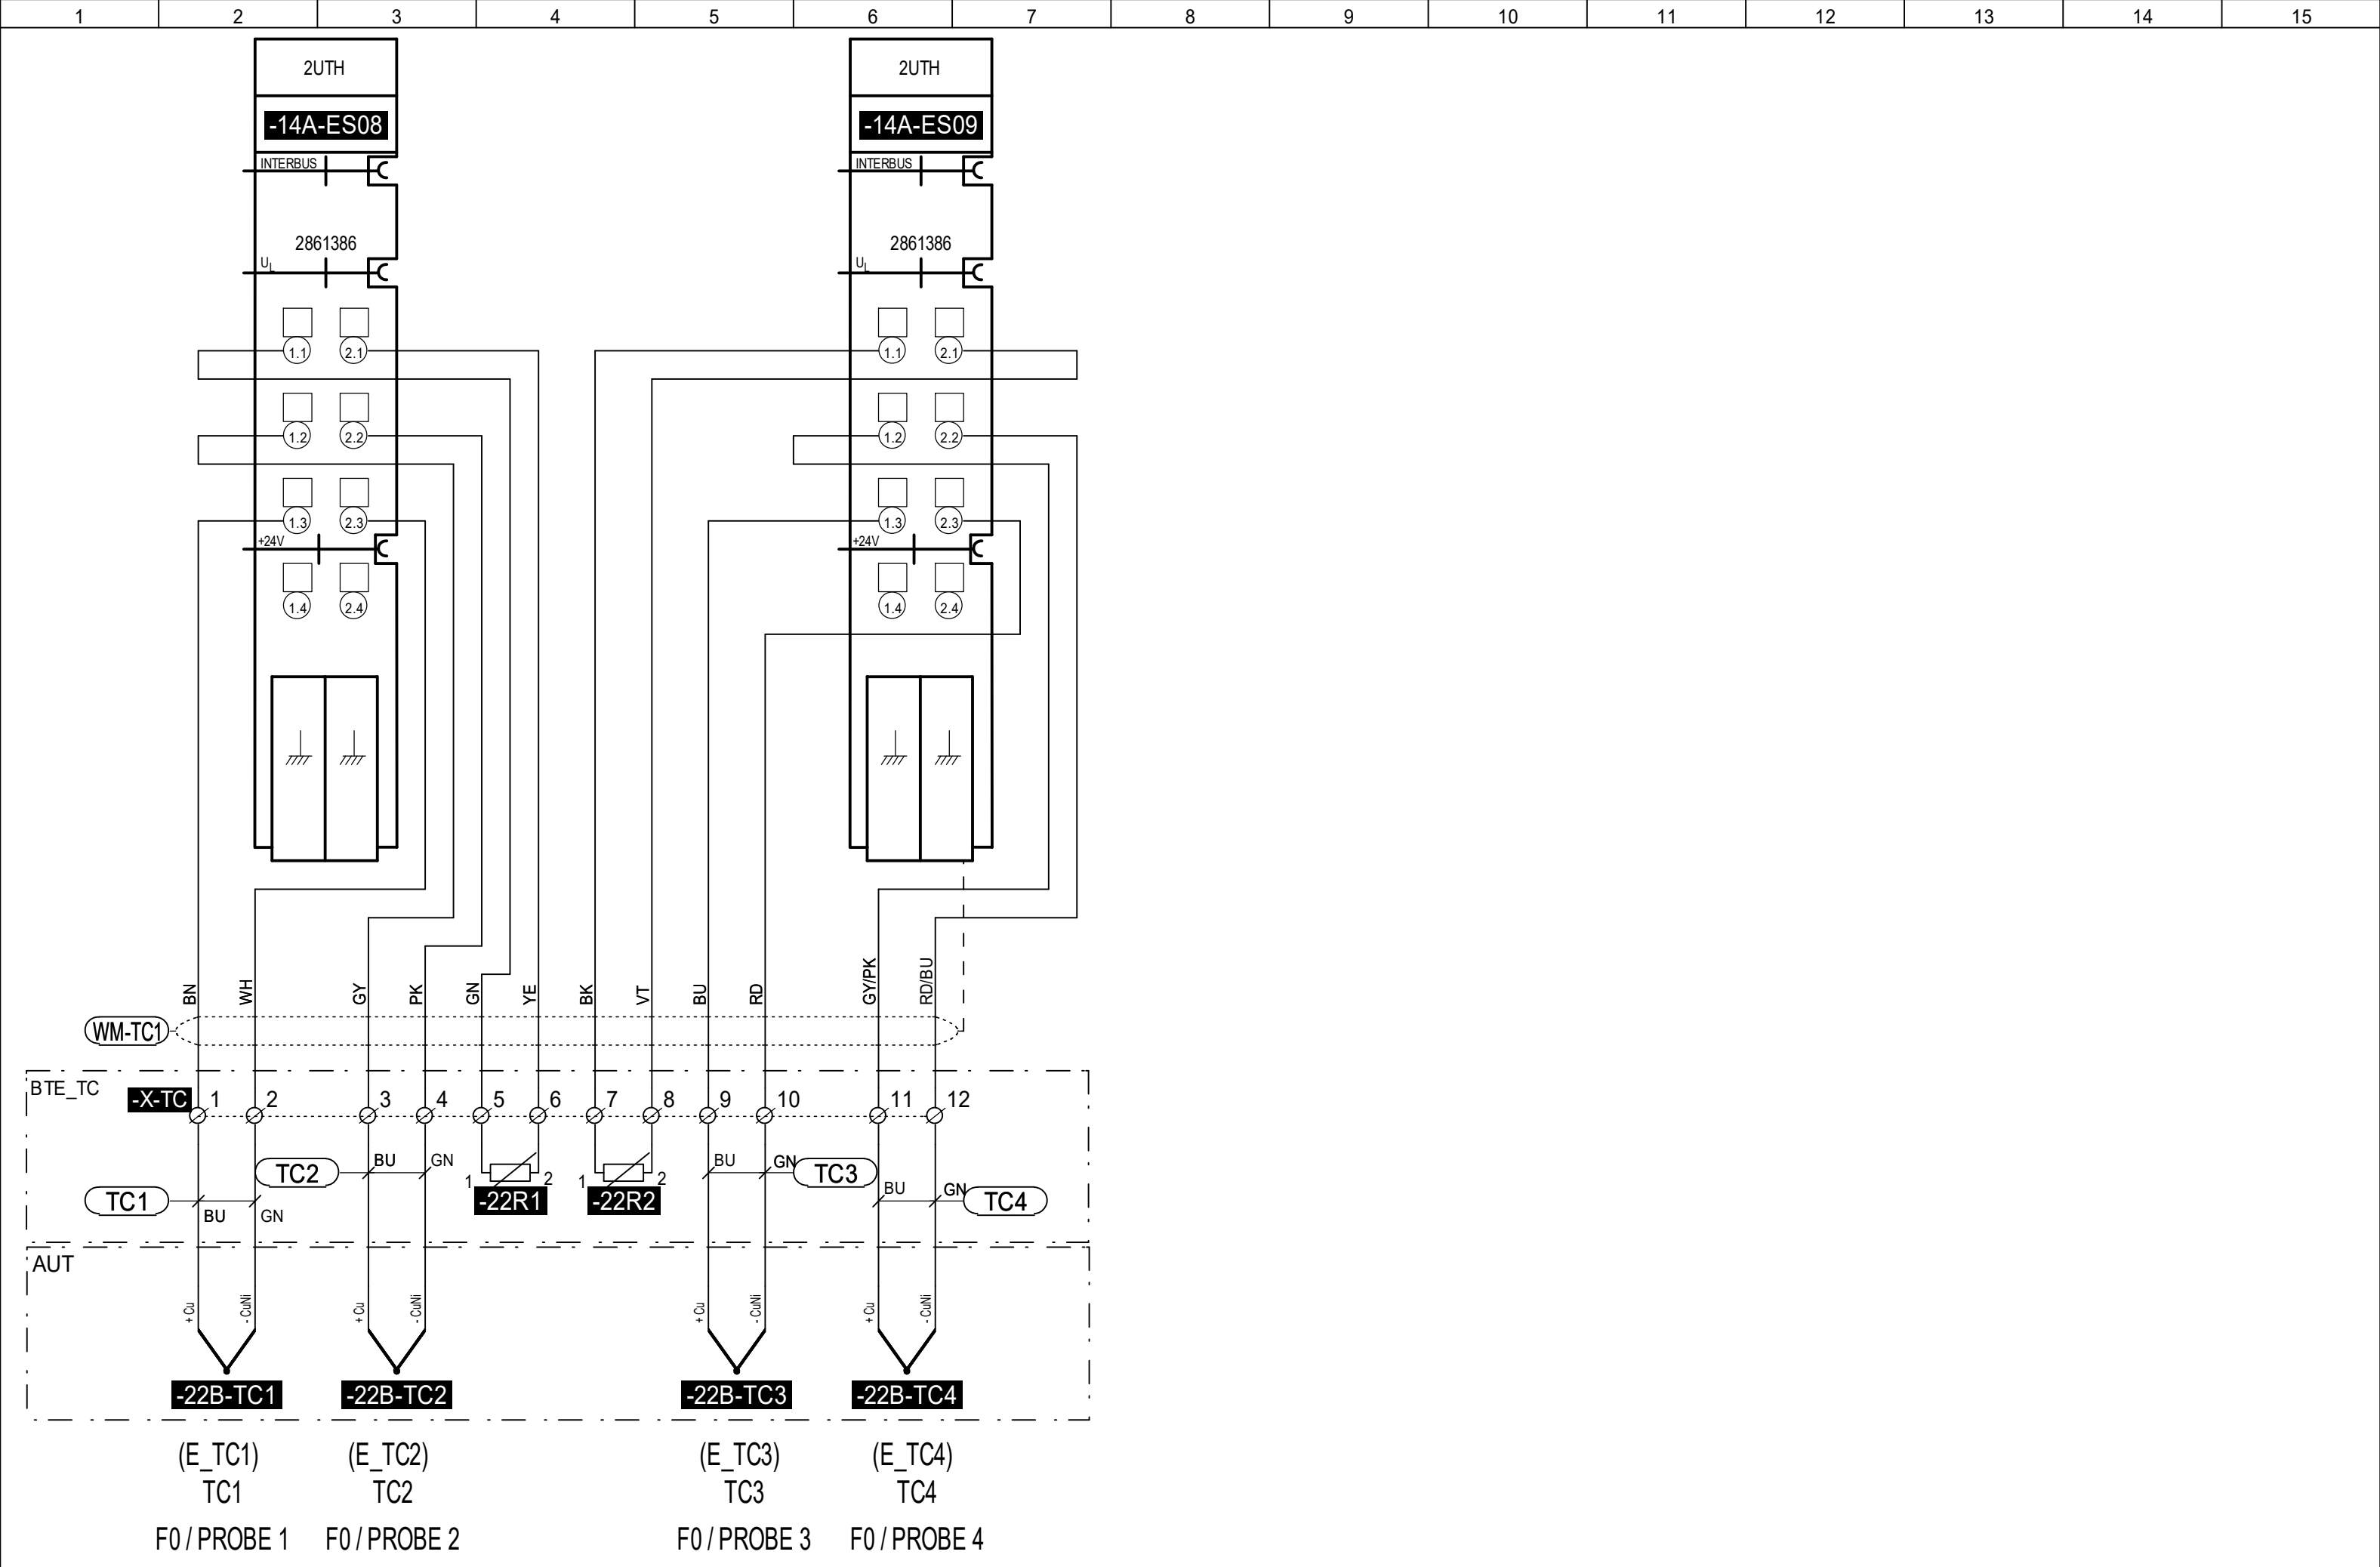 1 2 3 4 5 6 7 8 9 10 11 12 13 14 15
2UTH 2UTH
-14A-ES08 -14A-ES09
INTERBUS INTERBUS
2861386 2861386
UL UL
1.1 2.1 1.1 2.1
1.2 2.2 1.2 2.2
1.3 2.3 1.3 2.3
+24V +24V
1.4 2.4 1.4 2.4
BN WH GY PK GN YE BK VT BU RD GY/PK RD/BU
WM-TC1
BTE_TC
-X-TC 1 2 3 4 5 6 7 8 9 10 11 12
TC2 BU GN 1 2 1 2 BU GN TC3
TC1 BU GN -22R1 -22R2 BU GN TC4
AUT
+ Cu - CuNi + Cu - CuNi + Cu - CuNi + Cu - CuNi
-22B-TC1 -22B-TC2 -22B-TC3 -22B-TC4
(E_TC1) (E_TC2) (E_TC3) (E_TC4)
TC1 TC2 TC3 TC4
F0 / PROBE 1 F0 / PROBE 2 F0 / PROBE 3 F0 / PROBE 4